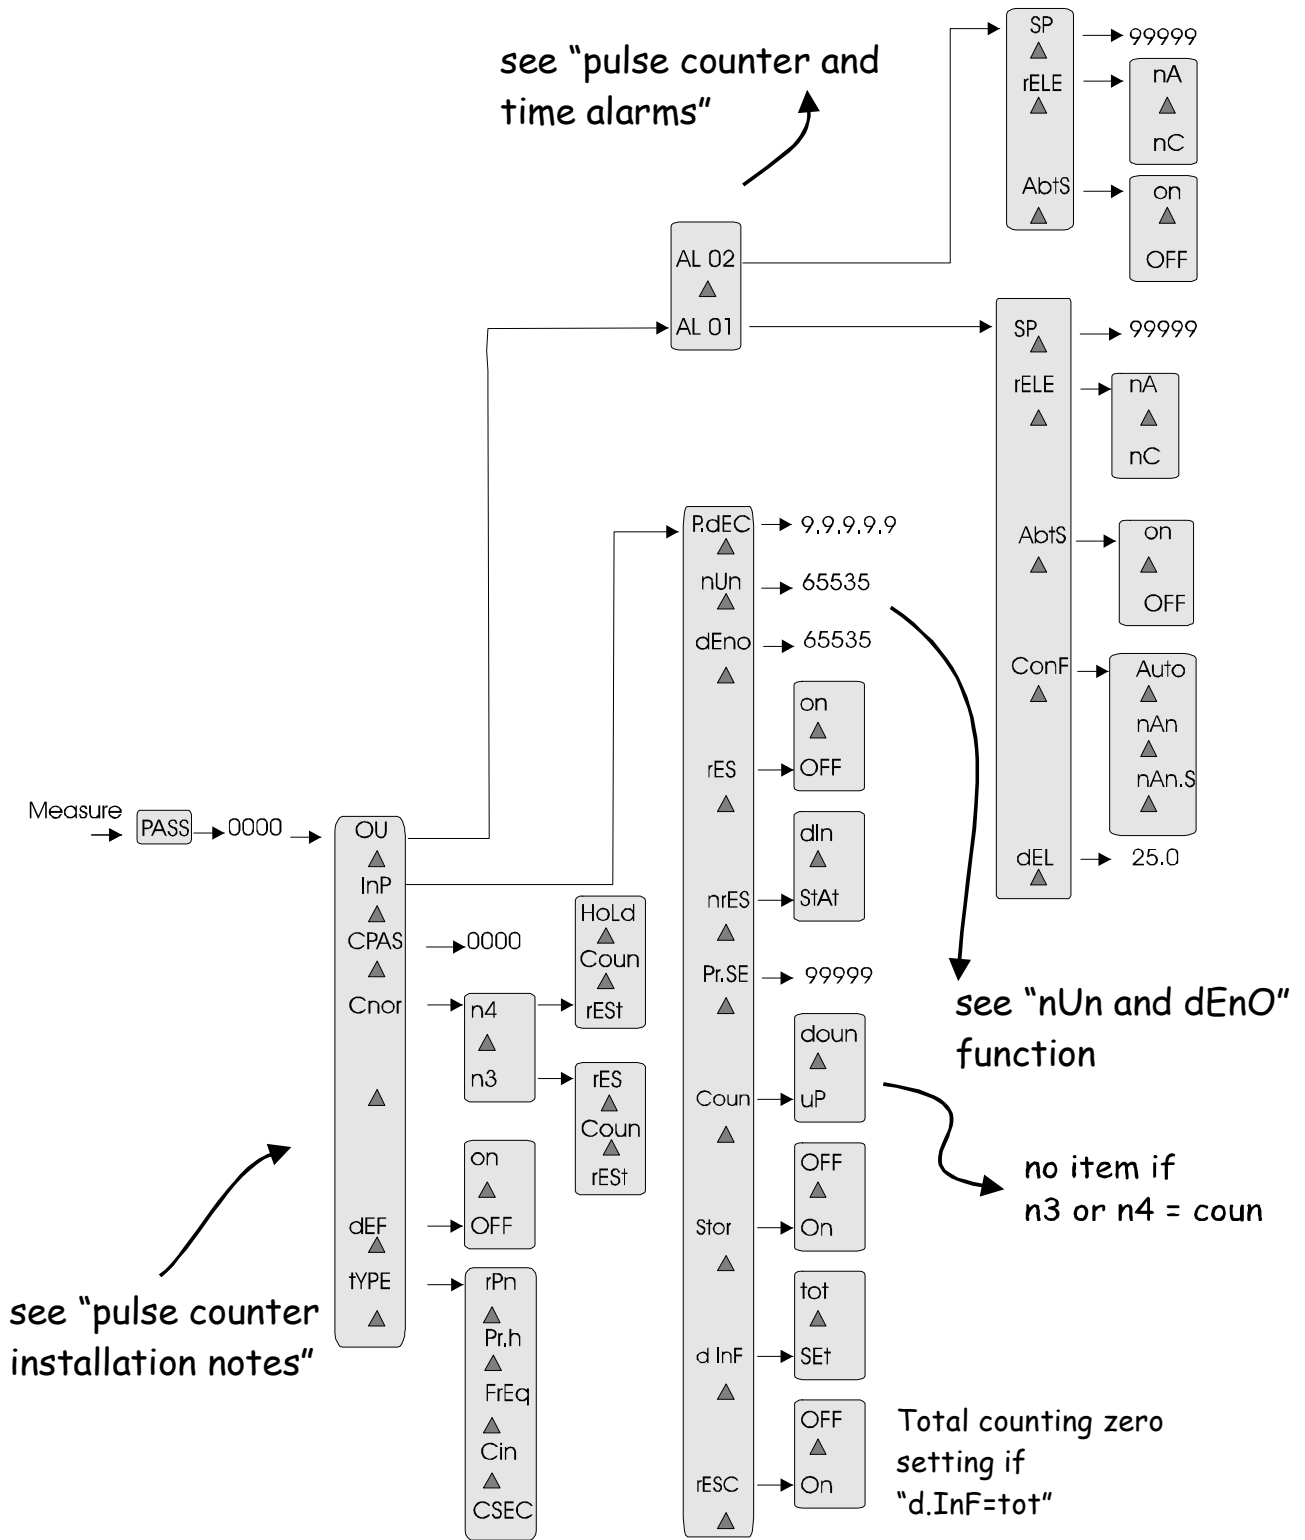 see “pulse counter and
time alarms”
SP
99999
rELE
nA
nC
AbtS
on
OFF
AL 02
AL 01
SP
99999
rELE
nA
nC
AbtS
on
OFF
ConF
Auto
nAn
nAn.S
dEL
25.0
P.dEC
9.9.9.9.9
nUn
65535
dEno
65535
rES
on
OFF
nrES
dIn
StAt
Pr.SE
99999
Coun
doun
uP
Stor
OFF
On
d InF
tot
SEt
rESC
OFF
On
see “nUn and dEnO”
function
no item if
n3 or n4 = coun
Total counting zero
setting if
“d.InF=tot”
Measure
PASS
0000
OU
InP
CPAS
0000
Cnor
n4
n3
HoLd
Coun
rESt
rES
Coun
rESt
dEF
on
OFF
tYPE
rPn
Pr.h
FrEq
Cin
CSEC
see “pulse counter
installation notes”